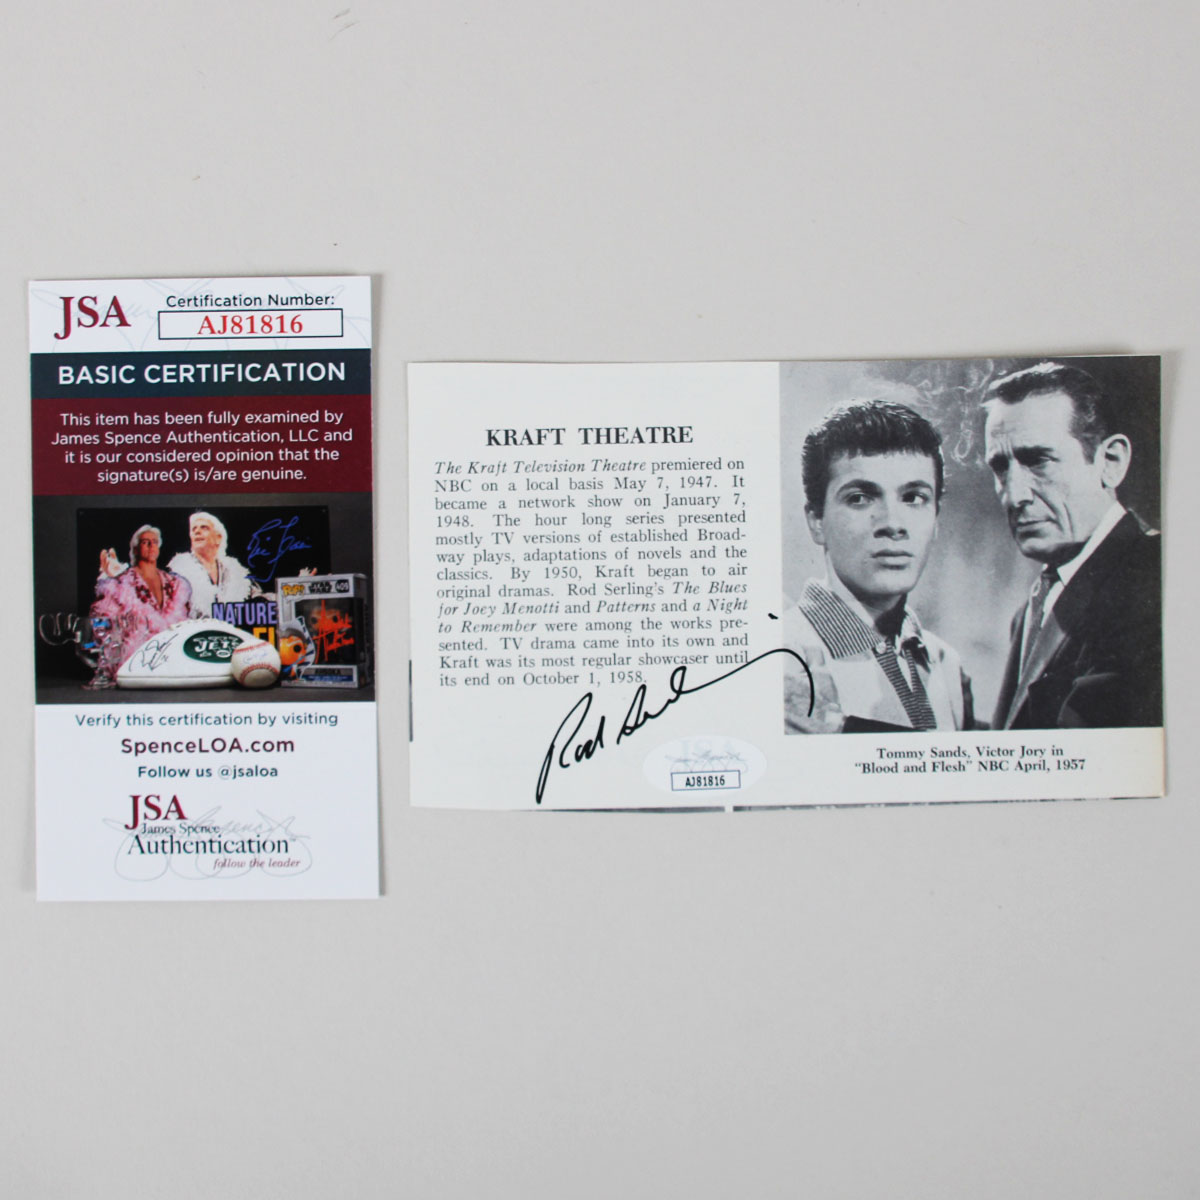 JSA
Certification Number:
AJ81816
BASIC CERTIFICATION
This item has been fully examined by
James Spence Authentication, LLC and
it is our considered opinion that the
signature(s) is/are genuine.
NATURE
JETS
409
Verify this certification by visiting
SpenceLOA.com
Follow us @jsaloa
JSA
James Spence
Authentication™
follow the leader
KRAFT THEATRE
The Kraft Television Theatre premiered on
NBC on a local basis May 7, 1947. It
became a network show on January 7,
1948. The hour long series presented
mostly TV versions of established Broad-
way plays, adaptations of novels and the
classics. By 1950, Kraft began to air
original dramas. Rod Serling's The Blues
for Joey Menotti and Patterns and a Night
to Remember were among the works pre-
sented. TV drama came into its own and
Kraft was its most regular showcaser until
its end on October 1, 1958.
Rod Serling
JSA
AJ81816
Tommy Sands, Victor Jory in
"Blood and Flesh" NBC April, 1957